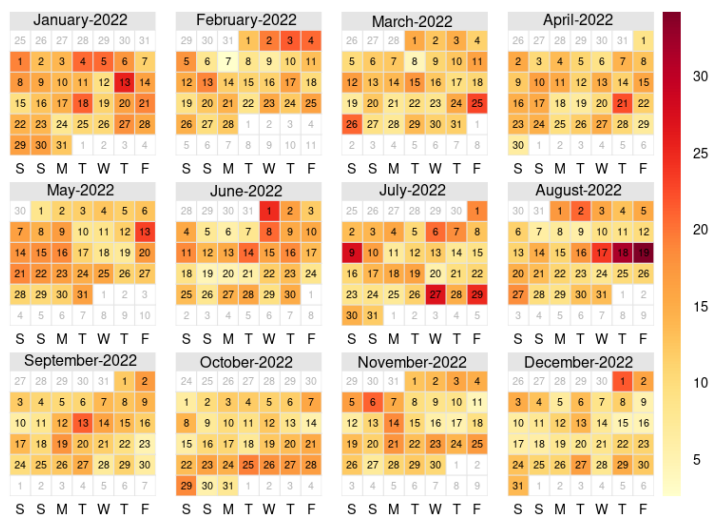 January-2022
25 26 27 28 29 30 31
1 2 3 4 5 6 7
8 9 10 11 12 13 14
15 16 17 18 19 20 21
22 23 24 25 26 27 28
29 30 31 1 2 3 4
S S M T W T F
February-2022
29 30 31 1 2 3 4
5 6 7 8 9 10 11
12 13 14 15 16 17 18
19 20 21 22 23 24 25
26 27 28 1 2 3 4
5 6 7 8 9 10 11
S S M T W T F
March-2022
26 27 28 1 2 3 4
5 6 7 8 9 10 11
12 13 14 15 16 17 18
19 20 21 22 23 24 25
26 27 28 29 30 31 1
2 3 4 5 6 7 8
S S M T W T F
April-2022
26 27 28 29 30 31 1
2 3 4 5 6 7 8
9 10 11 12 13 14 15
16 17 18 19 20 21 22
23 24 25 26 27 28 29
30 1 2 3 4 5 6
S S M T W T F
May-2022
30 1 2 3 4 5 6
7 8 9 10 11 12 13
14 15 16 17 18 19 20
21 22 23 24 25 26 27
28 29 30 31 1 2 3
4 5 6 7 8 9 10
S S M T W T F
June-2022
28 29 30 31 1 2 3
4 5 6 7 8 9 10
11 12 13 14 15 16 17
18 19 20 21 22 23 24
25 26 27 28 29 30 1
2 3 4 5 6 7 8
S S M T W T F
July-2022
25 26 27 28 29 30 1
2 3 4 5 6 7 8
9 10 11 12 13 14 15
16 17 18 19 20 21 22
23 24 25 26 27 28 29
30 31 1 2 3 4 5
S S M T W T F
August-2022
30 31 1 2 3 4 5
6 7 8 9 10 11 12
13 14 15 16 17 18 19
20 21 22 23 24 25 26
27 28 29 30 31 1 2
3 4 5 6 7 8 9
S S M T W T F
September-2022
27 28 29 30 31 1 2
3 4 5 6 7 8 9
10 11 12 13 14 15 16
17 18 19 20 21 22 23
24 25 26 27 28 29 30
1 2 3 4 5 6 7
S S M T W T F
October-2022
24 25 26 27 28 29 30
1 2 3 4 5 6 7
8 9 10 11 12 13 14
15 16 17 18 19 20 21
22 23 24 25 26 27 28
29 30 31 1 2 3 4
S S M T W T F
November-2022
29 30 31 1 2 3 4
5 6 7 8 9 10 11
12 13 14 15 16 17 18
19 20 21 22 23 24 25
26 27 28 29 30 1 2
3 4 5 6 7 8 9
S S M T W T F
December-2022
26 27 28 29 30 1 2
3 4 5 6 7 8 9
10 11 12 13 14 15 16
17 18 19 20 21 22 23
24 25 26 27 28 29 30
31 1 2 3 4 5 6
S S M T W T F
30
25
20
15
10
5